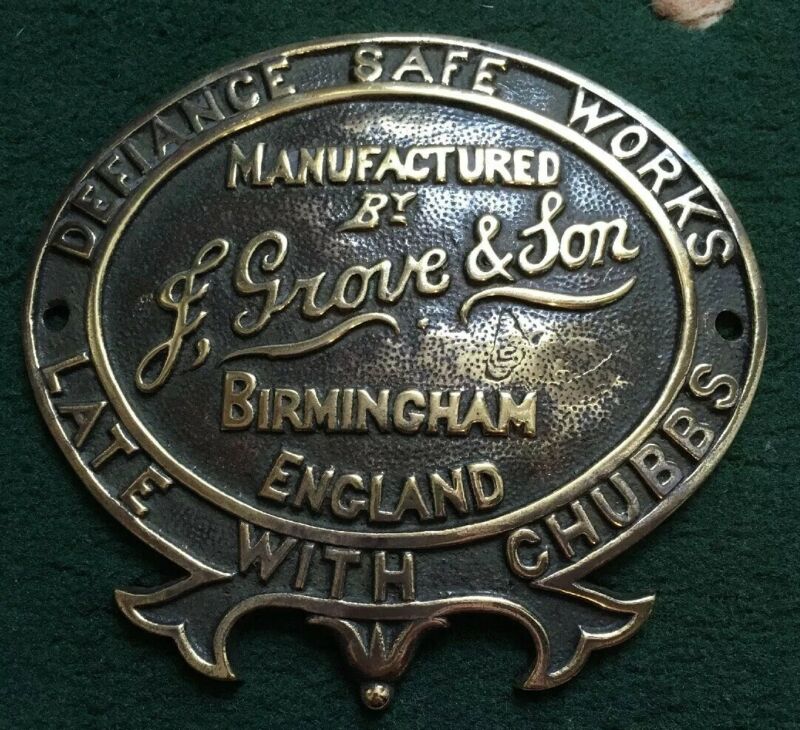 DEFIANCE SAFE WORKS
MANUFACTURED
BY
J, Grove & Son
BIRMINGHAM
ENGLAND
LATE WITH CHUBBS